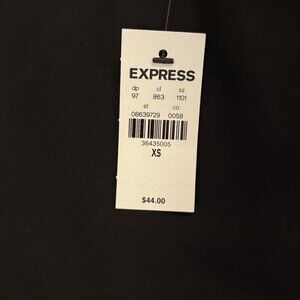 EXPRESS
dp cl sz
97 863 1101
st co
08639729 0058
36435005
XS
$44.00